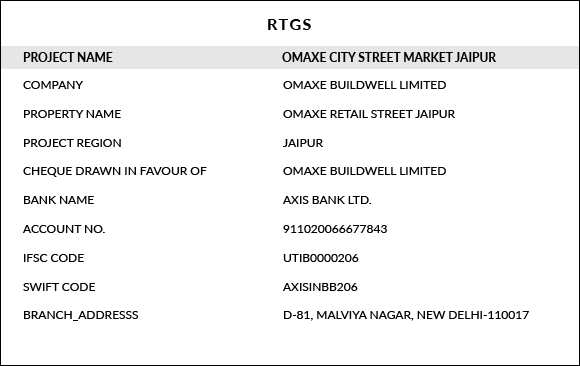 RTGS
PROJECT NAME OMAXE CITY STREET MARKET JAIPUR
COMPANY OMAXE BUILDWELL LIMITED
PROPERTY NAME OMAXE RETAIL STREET JAIPUR
PROJECT REGION JAIPUR
CHEQUE DRAWN IN FAVOUR OF OMAXE BUILDWELL LIMITED
BANK NAME AXIS BANK LTD.
ACCOUNT NO. 911020066677843
IFSC CODE UTIB0000206
SWIFT CODE AXISINBB206
BRANCH_ADDRESSS D-81, MALVIYA NAGAR, NEW DELHI-110017